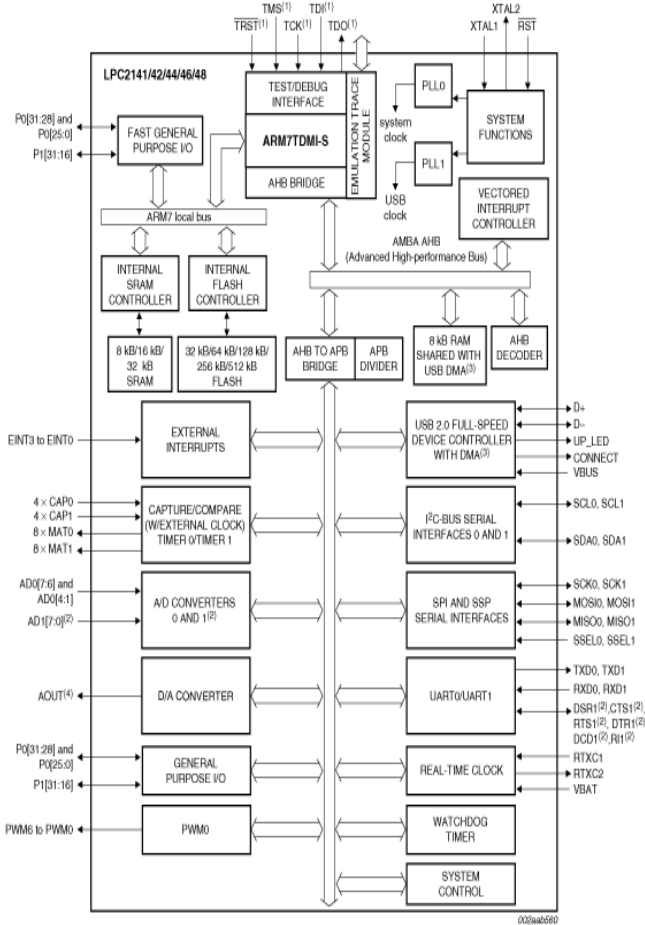 TMS(1) TDI(1) XTAL2
TRST(1) TCK(1) TDO(1) XTAL1 RST
LPC2141/42/44/46/48
TEST/DEBUG
INTERFACE
ARM7TDMI-S
AHB BRIDGE
EMULATION TRACE
MODULE
PLL0
system
clock
PLL1
USB
clock
SYSTEM
FUNCTIONS
VECTORED
INTERRUPT
CONTROLLER
P0[31:28] and
P0[25:0]
P1[31:16]
FAST GENERAL
PURPOSE I/O
ARM7 local bus
AMBA AHB
(Advanced High-performance Bus)
INTERNAL
SRAM
CONTROLLER
INTERNAL
FLASH
CONTROLLER
8 kB/16 kB/
32 kB
SRAM
32 kB/64 kB/128 kB/
256 kB/512 kB
FLASH
AHB TO APB
BRIDGE
APB
DIVIDER
8 kB RAM
SHARED WITH
USB DMA(3)
AHB
DECODER
EINT3 to EINT0
EXTERNAL
INTERRUPTS
USB 2.0 FULL-SPEED
DEVICE CONTROLLER
WITH DMA(3)
D+
D−
UP_LED
CONNECT
VBUS
4 × CAP0
4 × CAP1
8 × MAT0
8 × MAT1
CAPTURE/COMPARE
(W/EXTERNAL CLOCK)
TIMER 0/TIMER 1
I2C-BUS SERIAL
INTERFACES 0 AND 1
SCL0, SCL1
SDA0, SDA1
AD0[7:6] and
AD0[4:1]
AD1[7:0](2)
A/D CONVERTERS
0 AND 1(2)
SPI AND SSP
SERIAL INTERFACES
SCK0, SCK1
MOSI0, MOSI1
MISO0, MISO1
SSEL0, SSEL1
AOUT(4)
D/A CONVERTER
UART0/UART1
TXD0, TXD1
RXD0, RXD1
DSR1(2),CTS1(2),
RTS1(2), DTR1(2)
DCD1(2),RI1(2)
P0[31:28] and
P0[25:0]
P1[31:16]
GENERAL
PURPOSE I/O
REAL-TIME CLOCK
RTXC1
RTXC2
VBAT
PWM6 to PWM0
PWM0
WATCHDOG
TIMER
SYSTEM
CONTROL
002aab560